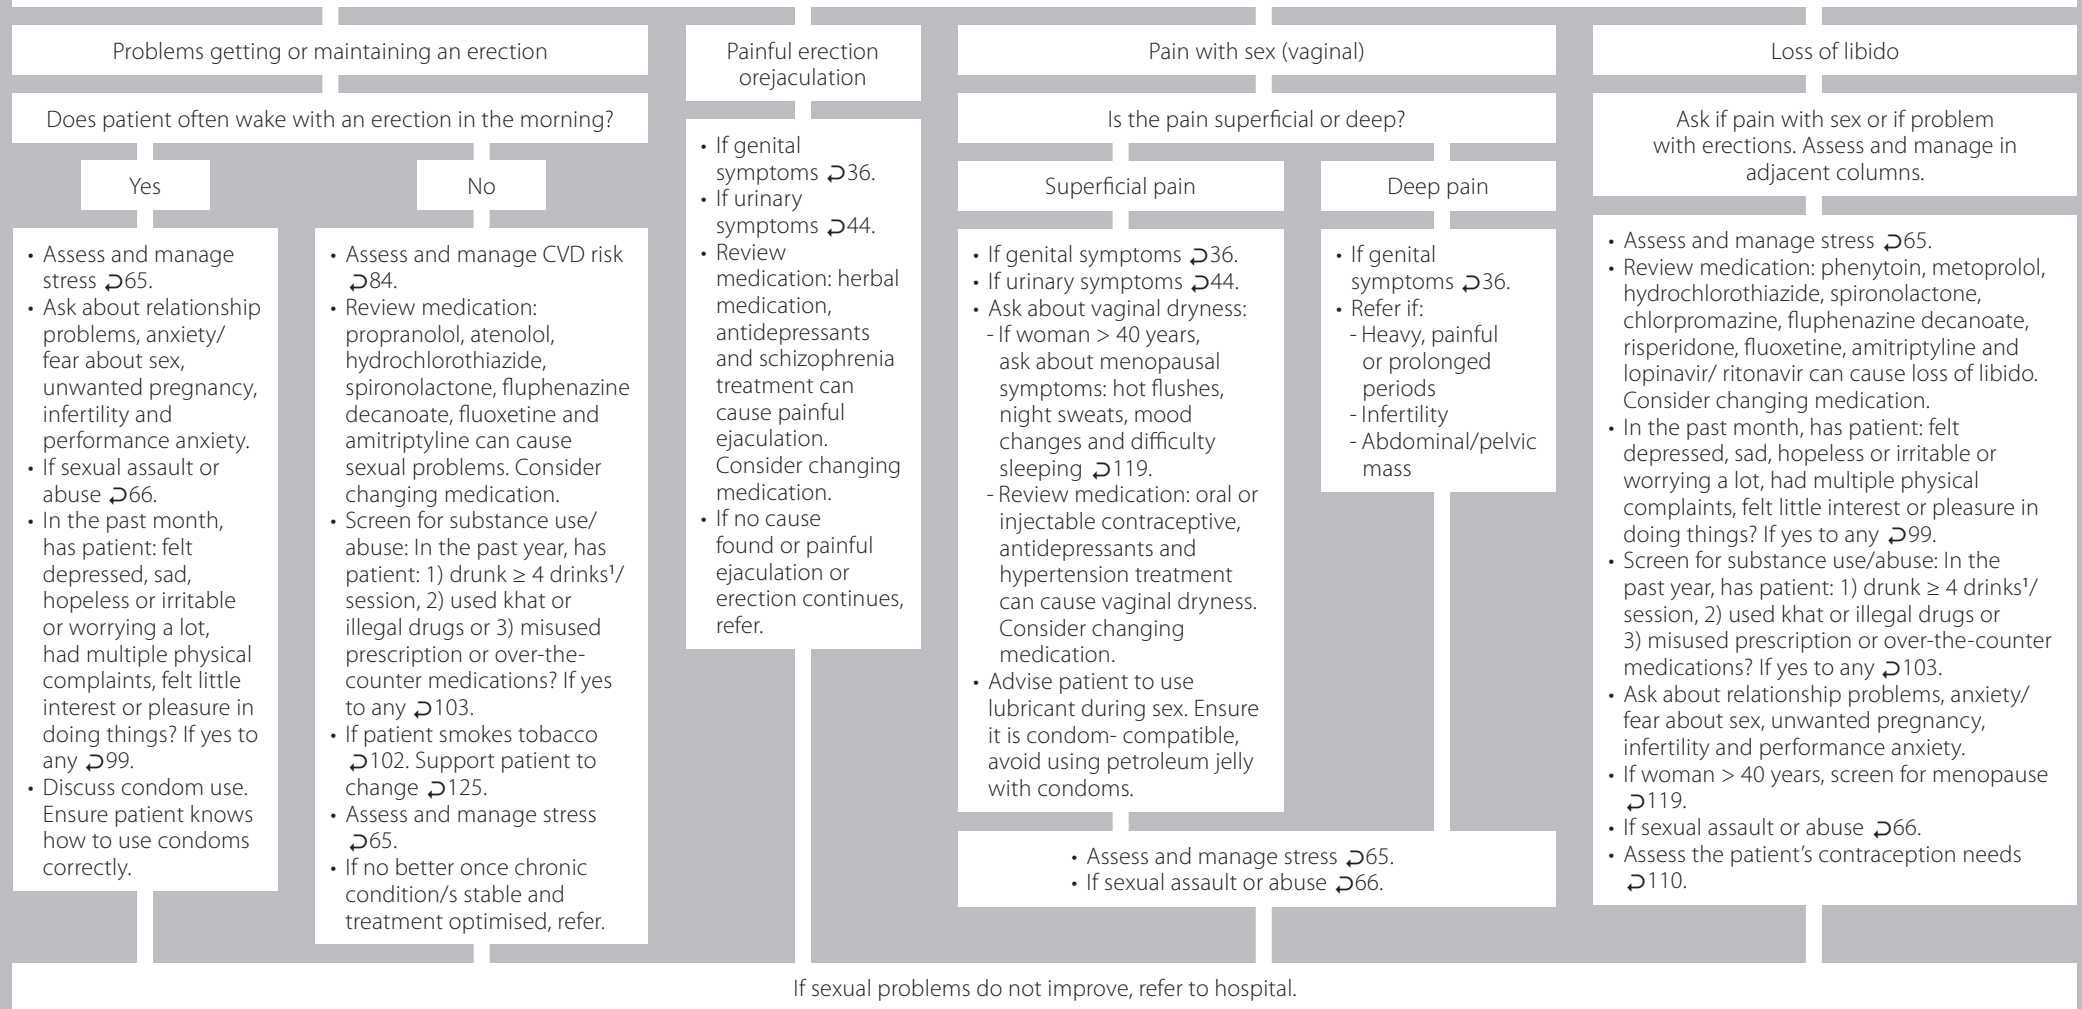 Problems getting or maintaining an erection
Does patient often wake with an erection in the morning?
Yes
• Assess and manage
stress ⮌65.
• Ask about relationship
problems, anxiety/
fear about sex,
unwanted pregnancy,
infertility and
performance anxiety.
• If sexual assault or
abuse ⮌66.
• In the past month,
has patient: felt
depressed, sad,
hopeless or irritable
or worrying a lot,
had multiple physical
complaints, felt little
interest or pleasure in
doing things? If yes to
any ⮌99.
• Discuss condom use.
Ensure patient knows
how to use condoms
correctly.
No
• Assess and manage CVD risk
⮌84.
• Review medication:
propranolol, atenolol,
hydrochlorothiazide,
spironolactone, fluphenazine
decanoate, fluoxetine and
amitriptyline can cause
sexual problems. Consider
changing medication.
• Screen for substance use/
abuse: In the past year, has
patient: 1) drunk ≥ 4 drinks¹/
session, 2) used khat or
illegal drugs or 3) misused
prescription or over-the-
counter medications? If yes
to any ⮌103.
• If patient smokes tobacco
⮌102. Support patient to
change ⮌125.
• Assess and manage stress
⮌65.
• If no better once chronic
condition/s stable and
treatment optimised, refer.
Painful erection
orejaculation
• If genital
symptoms ⮌36.
• If urinary
symptoms ⮌44.
• Review
medication: herbal
medication,
antidepressants
and schizophrenia
treatment can
cause painful
ejaculation.
Consider changing
medication.
• If no cause
found or painful
ejaculation or
erection continues,
refer.
Pain with sex (vaginal)
Is the pain superficial or deep?
Superficial pain
• If genital symptoms ⮌36.
• If urinary symptoms ⮌44.
• Ask about vaginal dryness:
- If woman > 40 years,
ask about menopausal
symptoms: hot flushes,
night sweats, mood
changes and difficulty
sleeping ⮌119.
- Review medication: oral or
injectable contraceptive,
antidepressants and
hypertension treatment
can cause vaginal dryness.
Consider changing
medication.
• Advise patient to use
lubricant during sex. Ensure
it is condom- compatible,
avoid using petroleum jelly
with condoms.
Deep pain
• If genital
symptoms ⮌36.
• Refer if:
- Heavy, painful
or prolonged
periods
- Infertility
- Abdominal/pelvic
mass
• Assess and manage stress ⮌65.
• If sexual assault or abuse ⮌66.
Loss of libido
Ask if pain with sex or if problem
with erections. Assess and manage in
adjacent columns.
• Assess and manage stress ⮌65.
• Review medication: phenytoin, metoprolol,
hydrochlorothiazide, spironolactone,
chlorpromazine, fluphenazine decanoate,
risperidone, fluoxetine, amitriptyline and
lopinavir/ ritonavir can cause loss of libido.
Consider changing medication.
• In the past month, has patient: felt
depressed, sad, hopeless or irritable or
worrying a lot, had multiple physical
complaints, felt little interest or pleasure in
doing things? If yes to any ⮌99.
• Screen for substance use/abuse: In the
past year, has patient: 1) drunk ≥ 4 drinks¹/
session, 2) used khat or illegal drugs or
3) misused prescription or over-the-counter
medications? If yes to any ⮌103.
• Ask about relationship problems, anxiety/
fear about sex, unwanted pregnancy,
infertility and performance anxiety.
• If woman > 40 years, screen for menopause
⮌119.
• If sexual assault or abuse ⮌66.
• Assess the patient’s contraception needs
⮌110.
If sexual problems do not improve, refer to hospital.